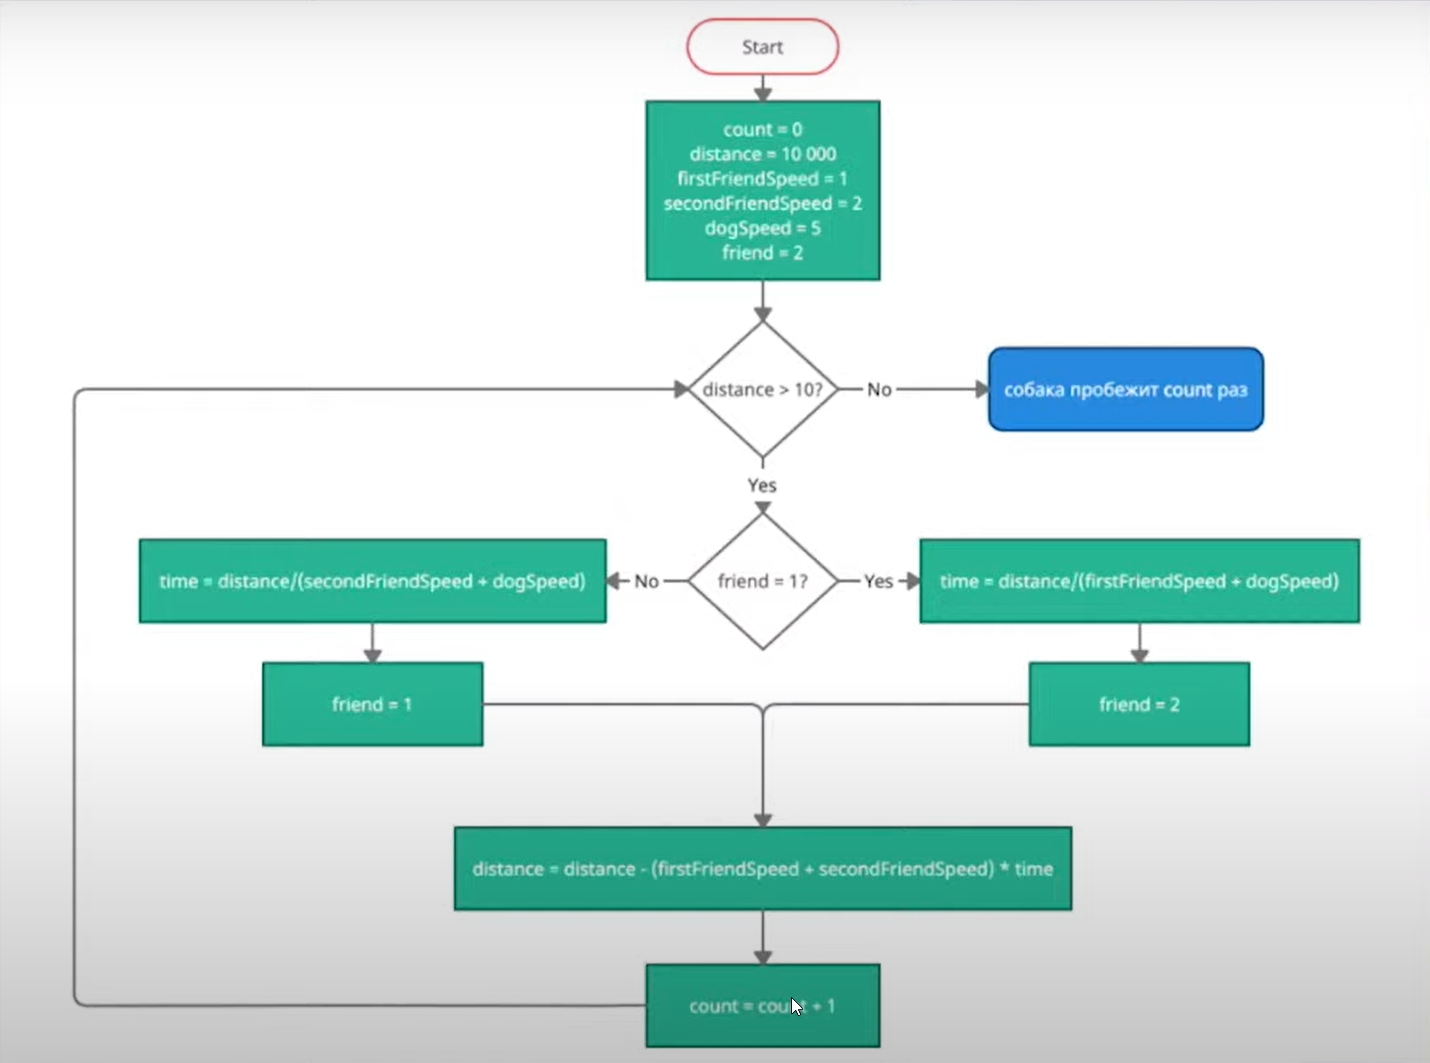 Start
count = 0
distance = 10 000
firstFriendSpeed = 1
secondFriendSpeed = 2
dogSpeed = 5
friend = 2
distance > 10?
No
собака пробежит count раз
Yes
time = distance/(secondFriendSpeed + dogSpeed)
No
friend = 1?
Yes
time = distance/(firstFriendSpeed + dogSpeed)
friend = 1
friend = 2
distance = distance - (firstFriendSpeed + secondFriendSpeed) * time
count = count + 1